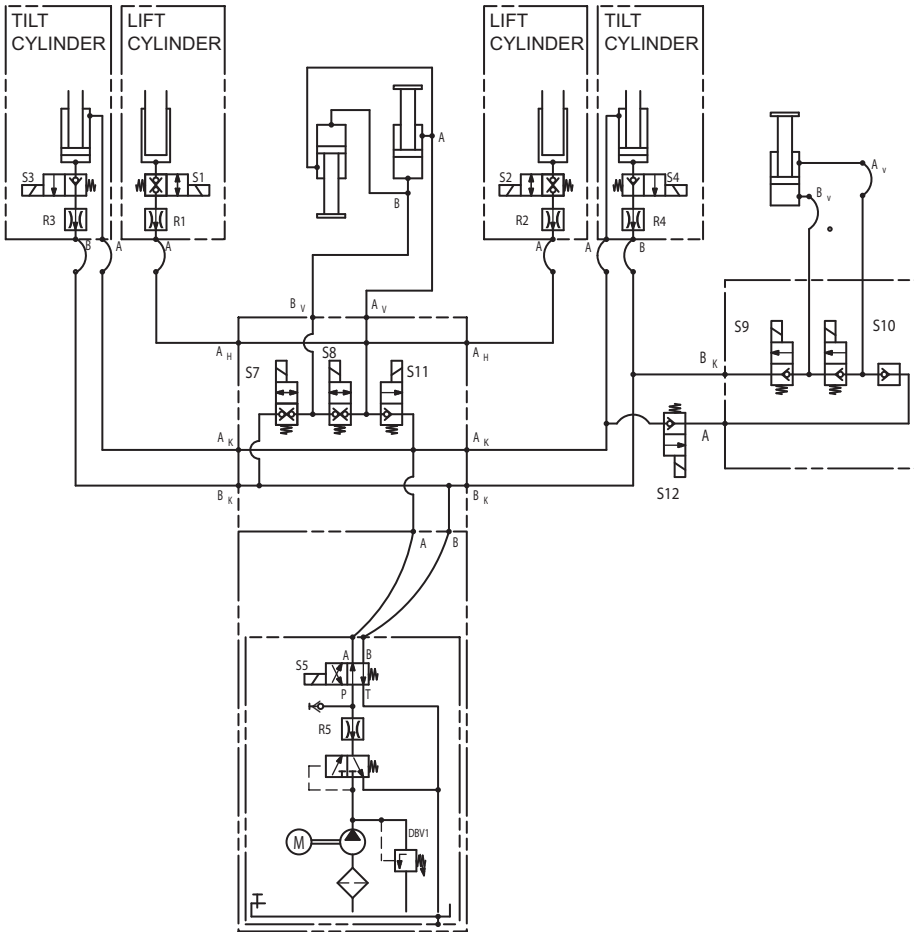 TILT
CYLINDER
LIFT
CYLINDER
LIFT
CYLINDER
TILT
CYLINDER
S3
S1
S2
S4
A
B
A V
B V
R3
R1
R2
R4
B
A
A
A
A
B
B V
A V
S9
S10
A H
A H
B K
S7
S8
S11
A
S12
A K
A K
B K
B K
A
B
A
B
S5
P
T
R5
M
DBV1